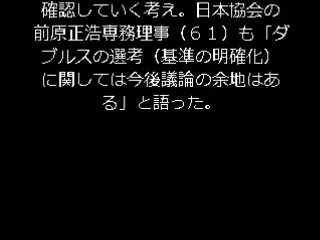 確認していく考え。日本協会の
前原正浩専務理事（６１）も「ダ
ブルスの選考（基準の明確化）
に関しては今後議論の余地はあ
る」と語った。